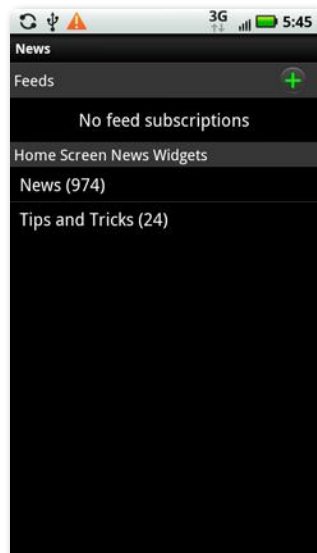 3G 5:45
News
Feeds
No feed subscriptions
Home Screen News Widgets
News (974)
Tips and Tricks (24)